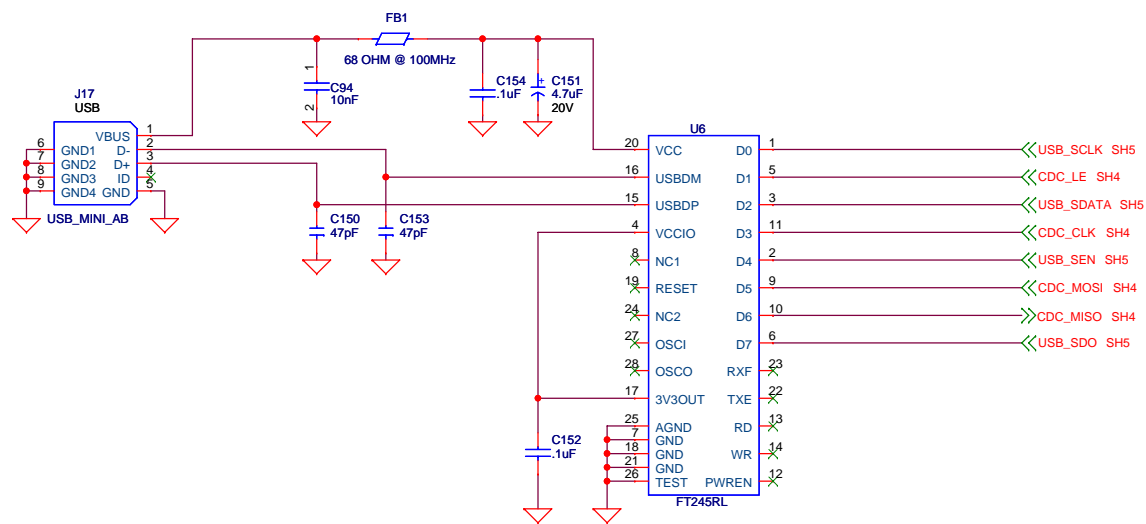 FB1
68 OHM @ 100MHz
1
C94
10nF
2
C154
.1uF
+
C151
4.7uF
20V
J17
USB
VBUS 1
6 GND1 D- 2
7 GND2 D+ 3
8 GND3 ID 4
9 GND4 GND 5
USB_MINI_AB
C150
47pF
C153
47pF
U6
20 VCC D0 1 USB_SCLK SH5
16 USBDM D1 5 CDC_LE SH4
15 USBDP D2 3 USB_SDATA SH5
4 VCCIO D3 11 CDC_CLK SH4
8 NC1 D4 2 USB_SEN SH5
19 RESET D5 9 CDC_MOSI SH4
24 NC2 D6 10 CDC_MISO SH4
27 OSCI D7 6 USB_SDO SH5
28 OSCO RXF 23
17 3V3OUT TXE 22
25 AGND RD 13
7 GND
18 GND WR 14
21 GND
26 TEST PWREN 12
FT245RL
C152
.1uF